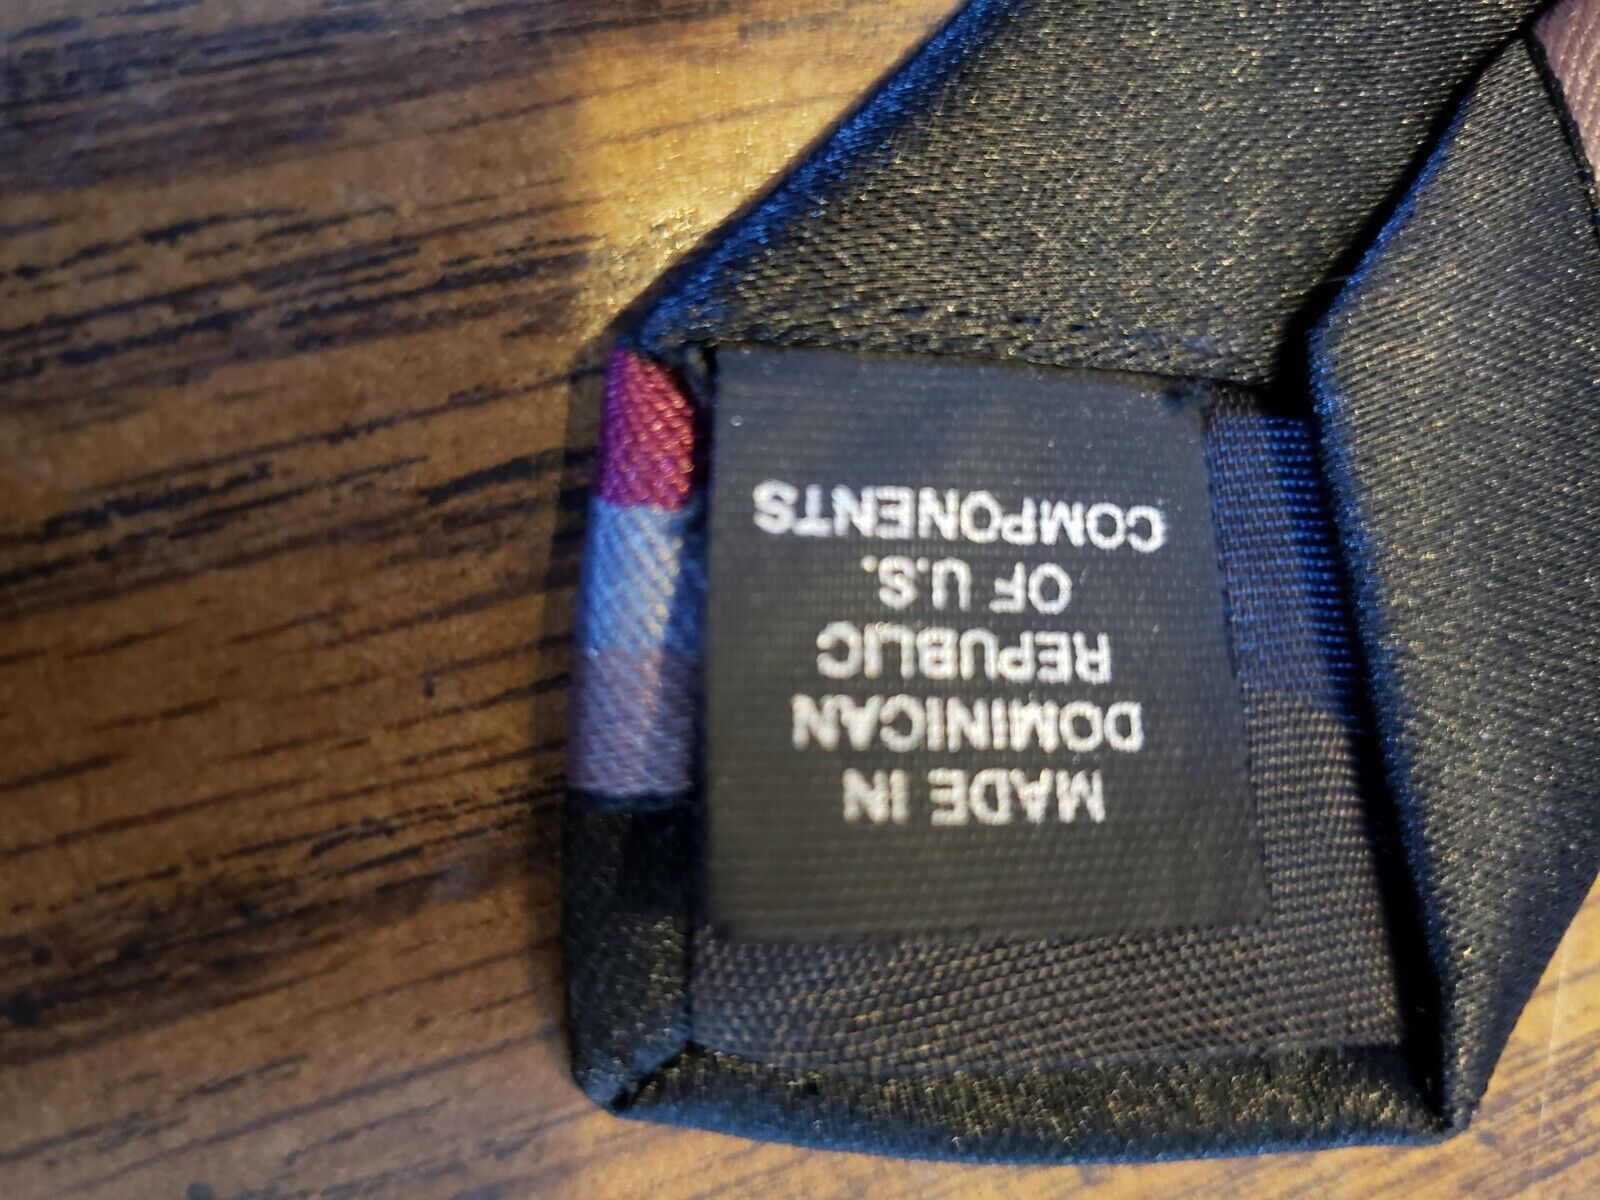 MADE IN
DOMINICAN
REPUBLIC
OF U.S.
COMPONENTS